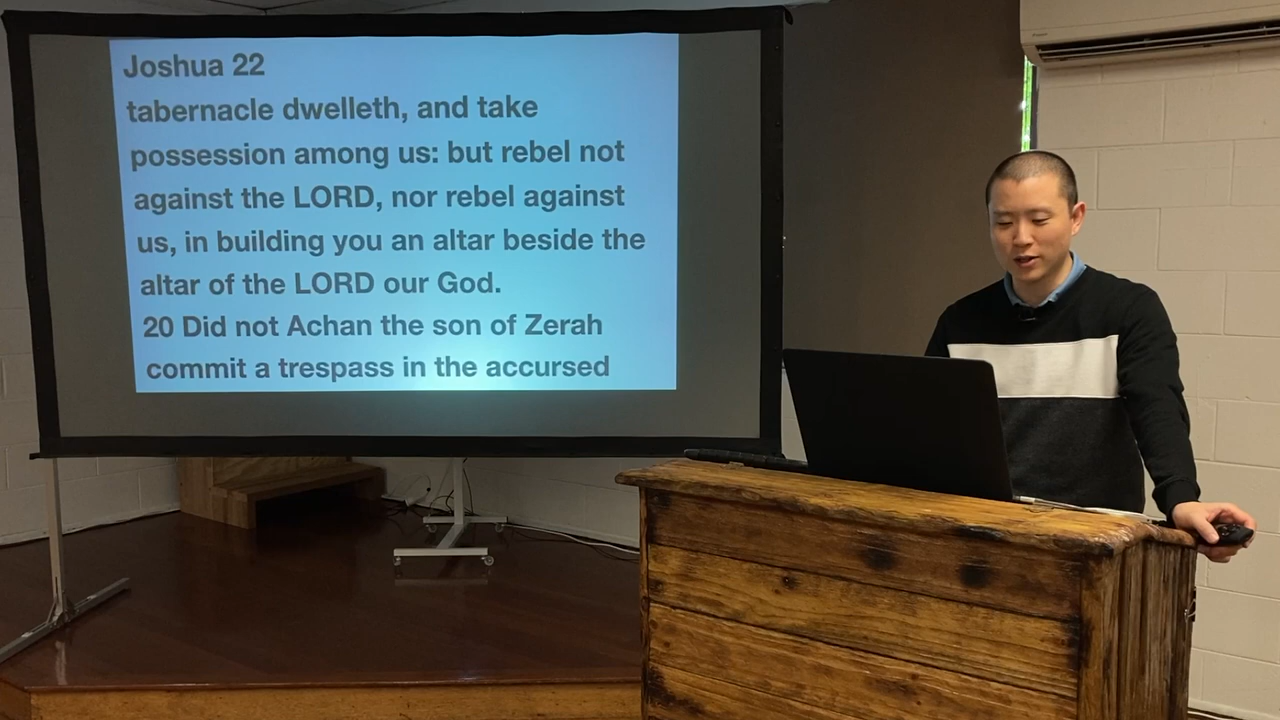 Joshua 22
tabernacle dwelleth, and take
possession among us: but rebel not
against the LORD, nor rebel against
us, in building you an altar beside the
altar of the LORD our God.
20 Did not Achan the son of Zerah
commit a trespass in the accursed